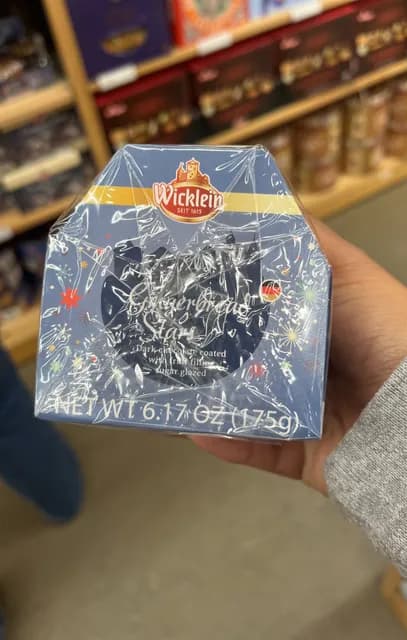 Wicklein
SEIT 1615
Gingerbread
Stars
Dark chocolate coated
with fruit filling
sugar glazed
NET WT 6.17 OZ (175g)